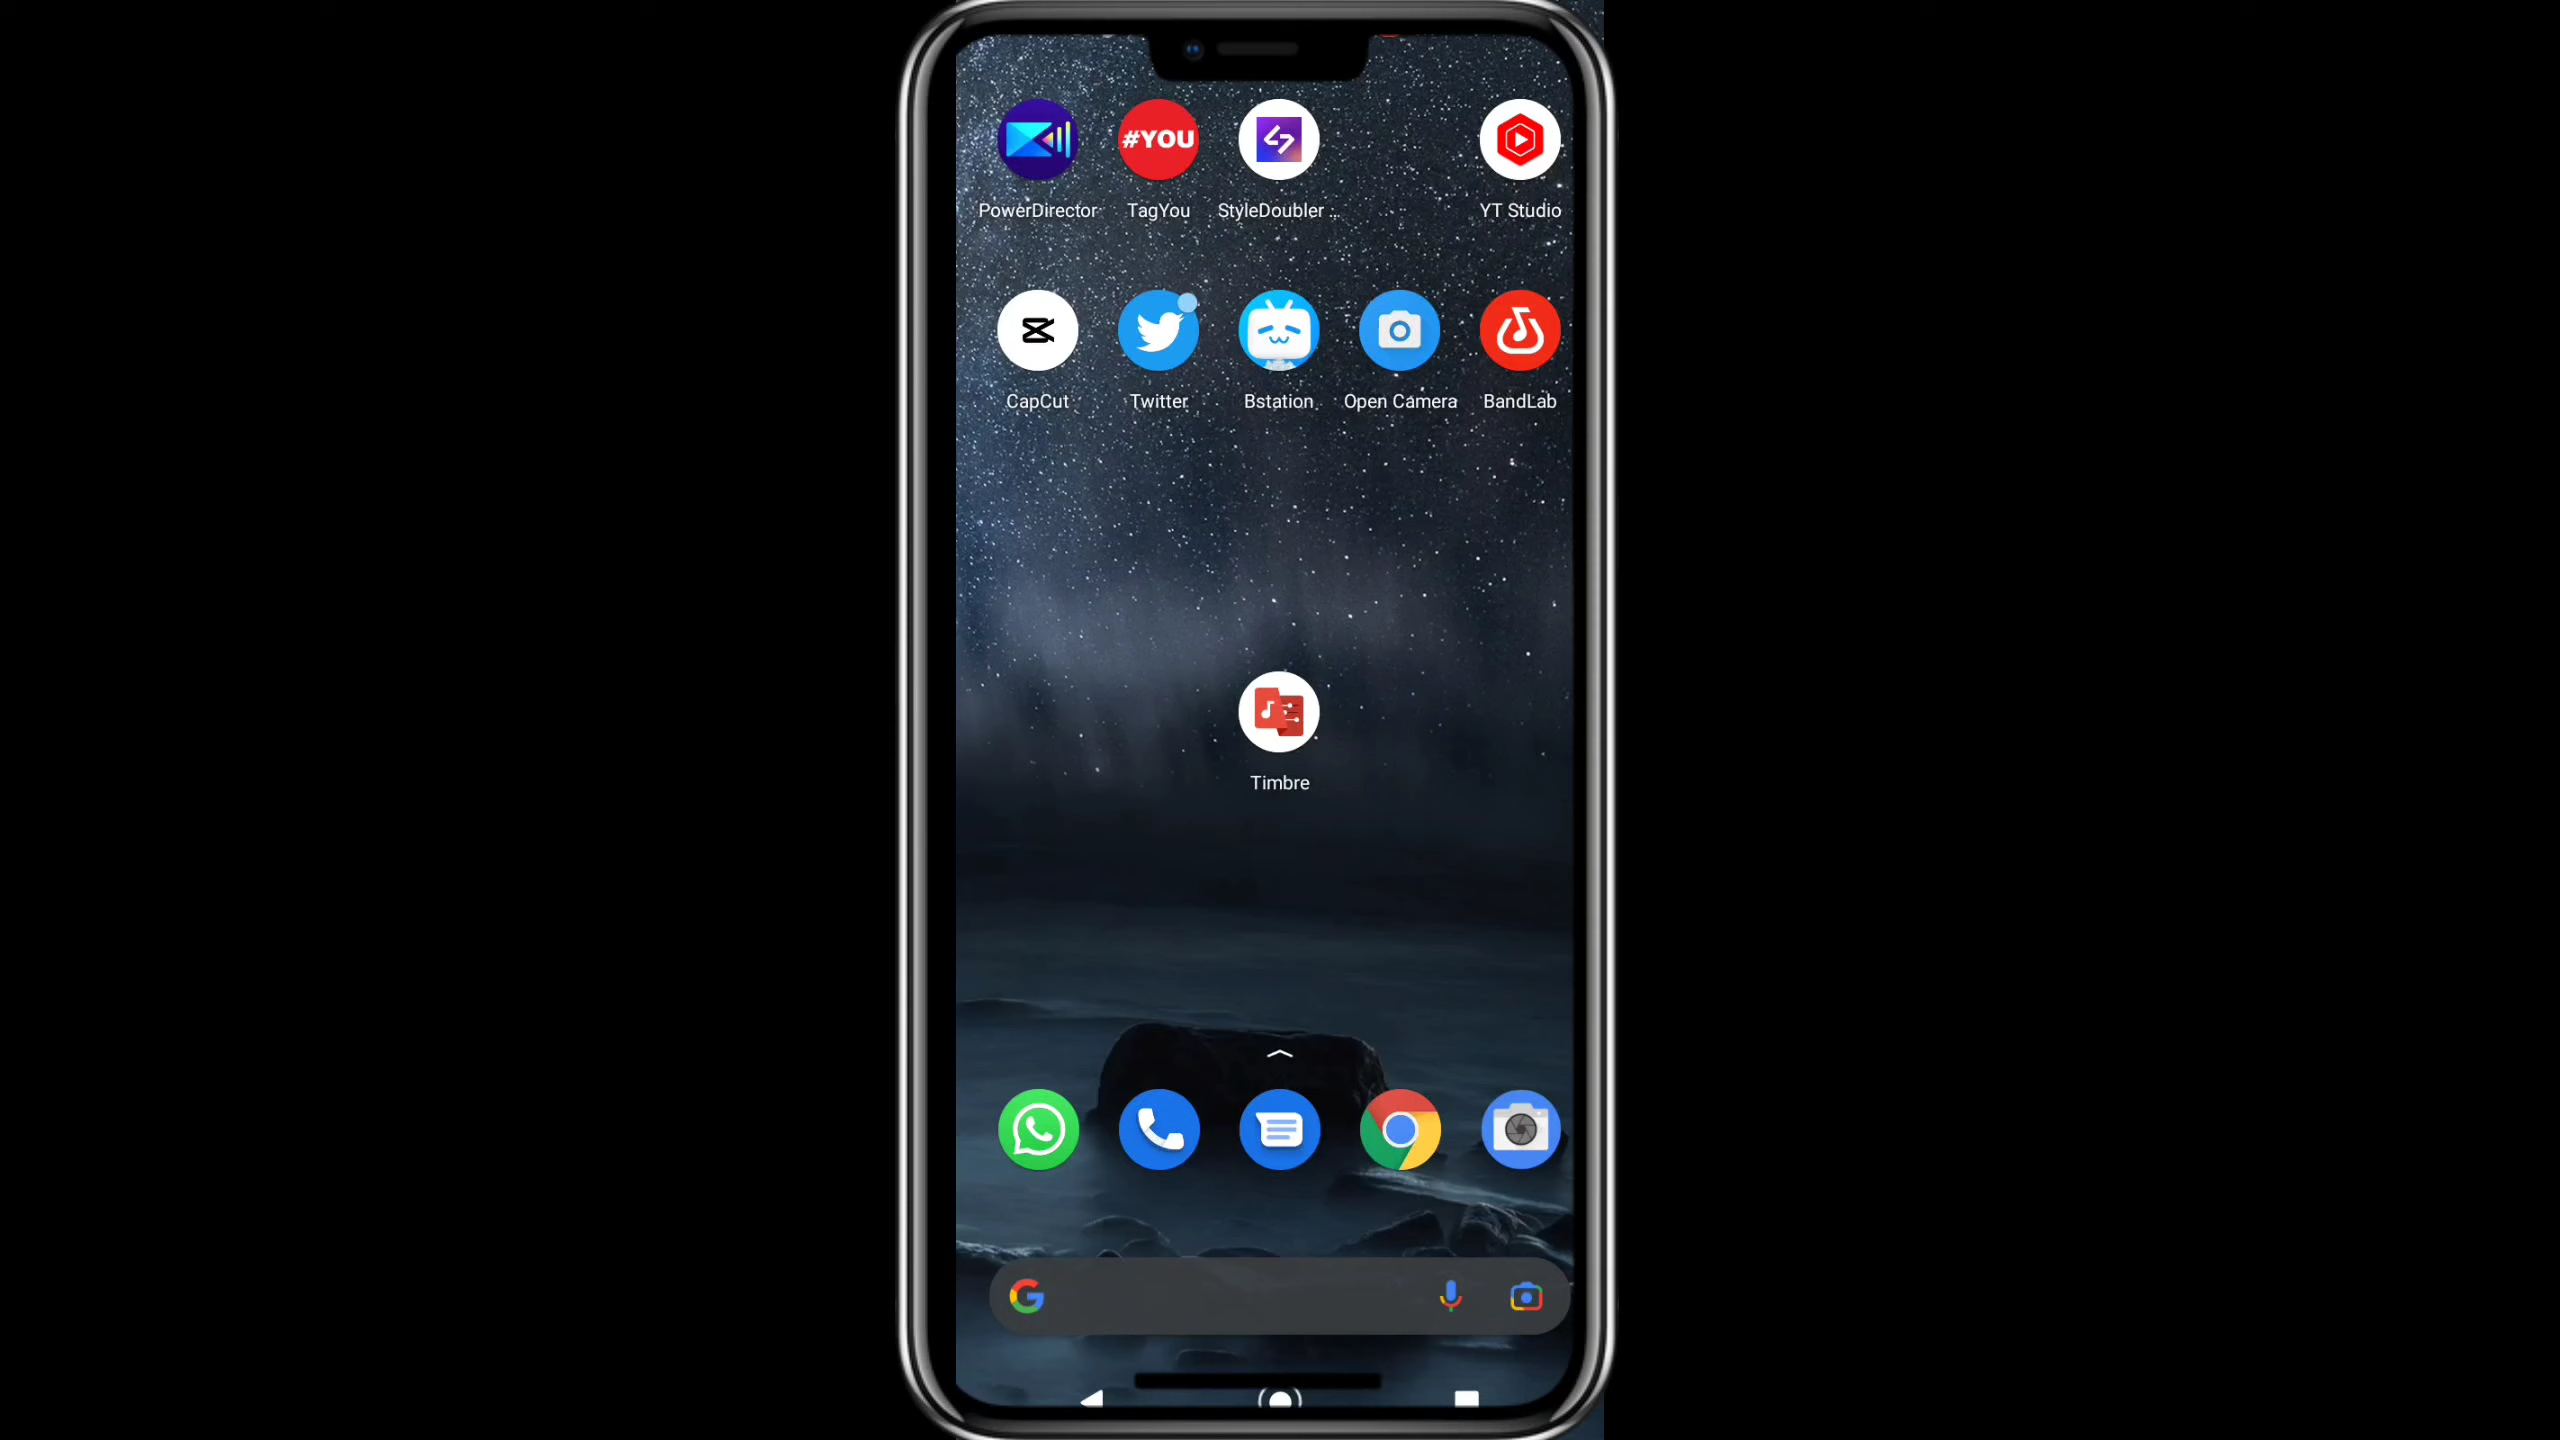 #YOU
PowerDirector TagYou StyleDoubler ... YT Studio
CapCut Twitter Bstation Open Camera BandLab
Timbre